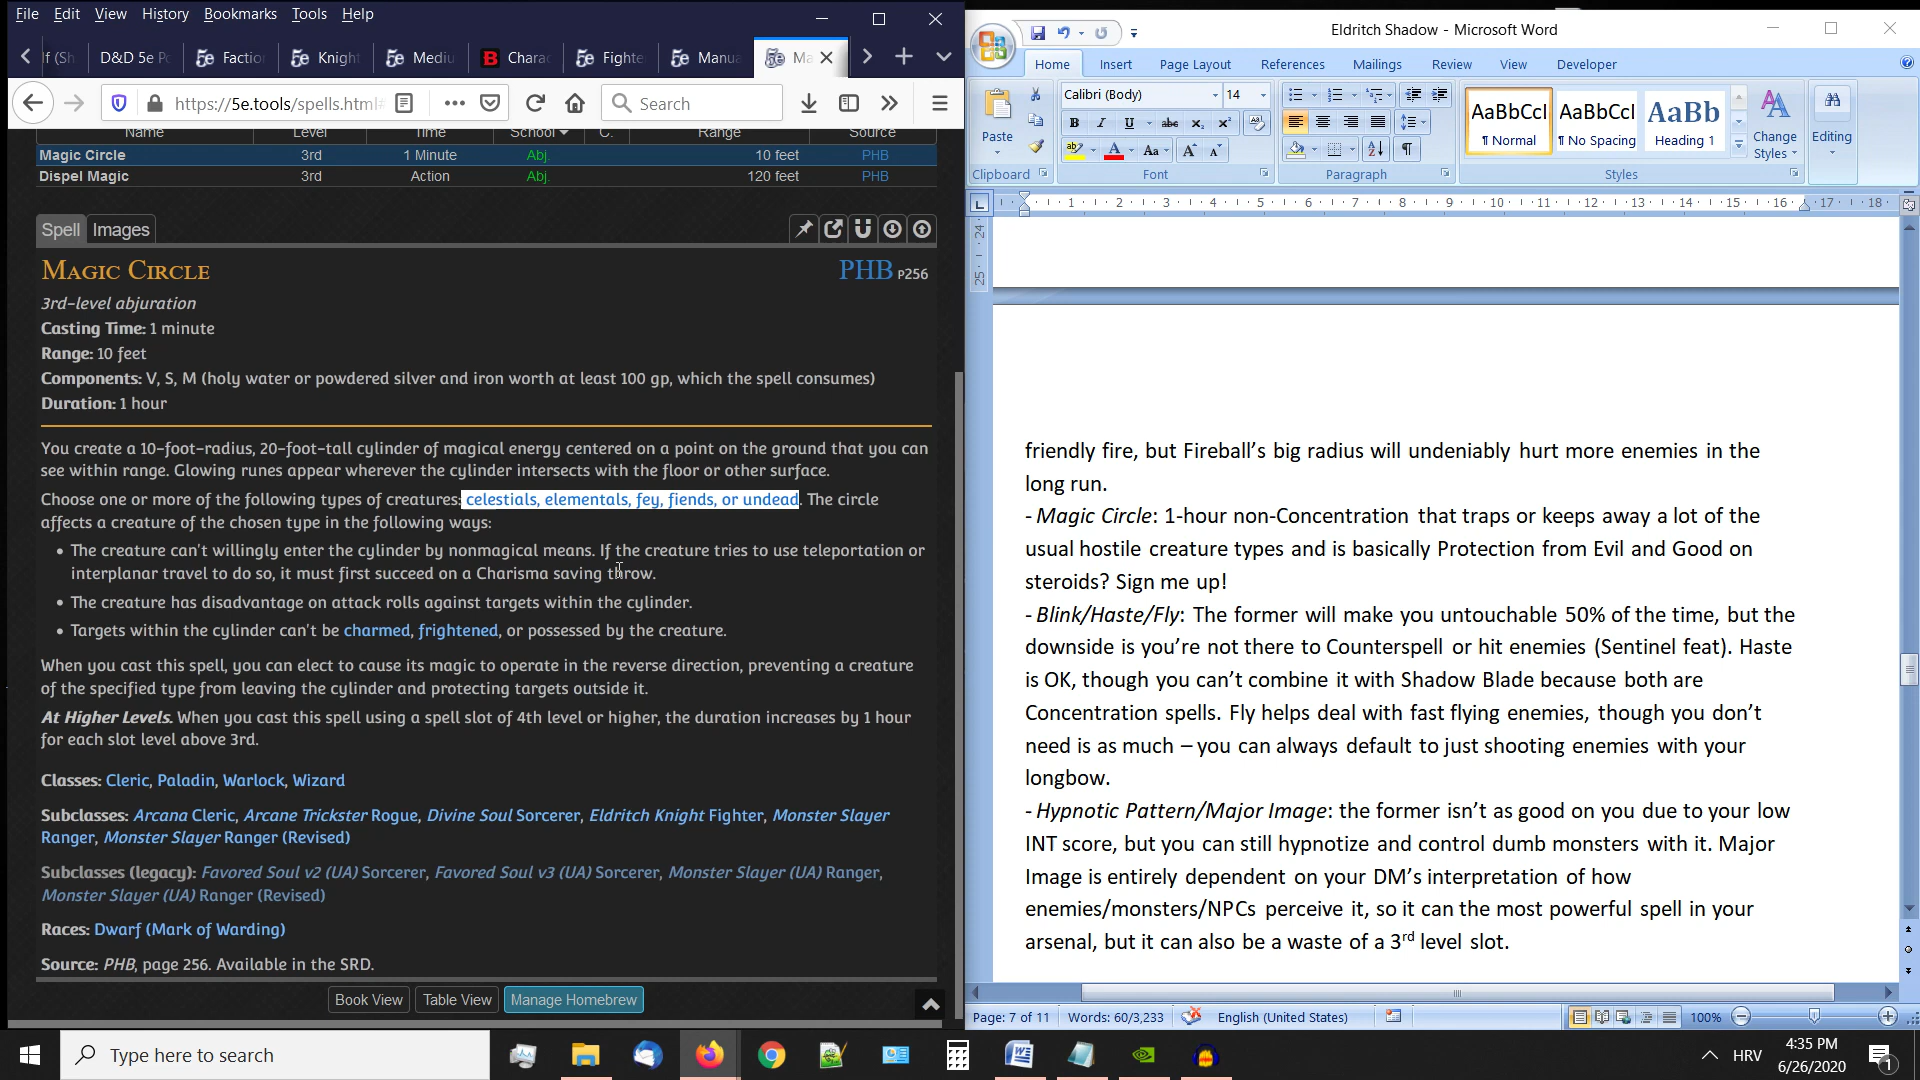 File Edit View History Bookmarks Tools Help
D&D 5e Po
Faction
Knight
Mediu
Charac
Fighte
Manua
Ma
https://5e.tools/spells.html#
Search
Name Level Time School C. Range Source
Magic Circle 3rd 1 Minute Abj. 10 feet PHB
Dispel Magic 3rd Action Abj. 120 feet PHB
Spell Images
Magic Circle PHB P256
3rd-level abjuration
Casting Time: 1 minute
Range: 10 feet
Components: V, S, M (holy water or powdered silver and iron worth at least 100 gp, which the spell consumes)
Duration: 1 hour
You create a 10-foot-radius, 20-foot-tall cylinder of magical energy centered on a point on the ground that you can
see within range. Glowing runes appear wherever the cylinder intersects with the floor or other surface.
Choose one or more of the following types of creatures: celestials, elementals, fey, fiends, or undead. The circle
affects a creature of the chosen type in the following ways:
• The creature can't willingly enter the cylinder by nonmagical means. If the creature tries to use teleportation or
interplanar travel to do so, it must first succeed on a Charisma saving throw.
• The creature has disadvantage on attack rolls against targets within the cylinder.
• Targets within the cylinder can't be charmed, frightened, or possessed by the creature.
When you cast this spell, you can elect to cause its magic to operate in the reverse direction, preventing a creature
of the specified type from leaving the cylinder and protecting targets outside it.
At Higher Levels. When you cast this spell using a spell slot of 4th level or higher, the duration increases by 1 hour
for each slot level above 3rd.
Classes: Cleric, Paladin, Warlock, Wizard
Subclasses: Arcana Cleric, Arcane Trickster Rogue, Divine Soul Sorcerer, Eldritch Knight Fighter, Monster Slayer
Ranger, Monster Slayer Ranger (Revised)
Subclasses (legacy): Favored Soul v2 (UA) Sorcerer, Favored Soul v3 (UA) Sorcerer, Monster Slayer (UA) Ranger,
Monster Slayer (UA) Ranger (Revised)
Races: Dwarf (Mark of Warding)
Source: PHB, page 256. Available in the SRD.
Book View Table View Manage Homebrew
Eldritch Shadow - Microsoft Word
Home Insert Page Layout References Mailings Review View Developer
Paste
Calibri (Body) 14
AaBbCcI AaBbCcI AaBb
¶ Normal ¶ No Spacing Heading 1
Change Styles
Editing
Clipboard Font Paragraph Styles
1 2 3 4 5 6 7 8 9 10 11 12 13 14 15 16 17 18
24
25
friendly fire, but Fireball’s big radius will undeniably hurt more enemies in the
long run.
- Magic Circle: 1-hour non-Concentration that traps or keeps away a lot of the
usual hostile creature types and is basically Protection from Evil and Good on
steroids? Sign me up!
- Blink/Haste/Fly: The former will make you untouchable 50% of the time, but the
downside is you’re not there to Counterspell or hit enemies (Sentinel feat). Haste
is OK, though you can’t combine it with Shadow Blade because both are
Concentration spells. Fly helps deal with fast flying enemies, though you don’t
need is as much – you can always default to just shooting enemies with your
longbow.
- Hypnotic Pattern/Major Image: the former isn’t as good on you due to your low
INT score, but you can still hypnotize and control dumb monsters with it. Major
Image is entirely dependent on your DM’s interpretation of how
enemies/monsters/NPCs perceive it, so it can the most powerful spell in your
arsenal, but it can also be a waste of a 3rd level slot.
Page: 7 of 11 Words: 60/3,233 English (United States) 100%
Type here to search
HRV
4:35 PM
6/26/2020
1